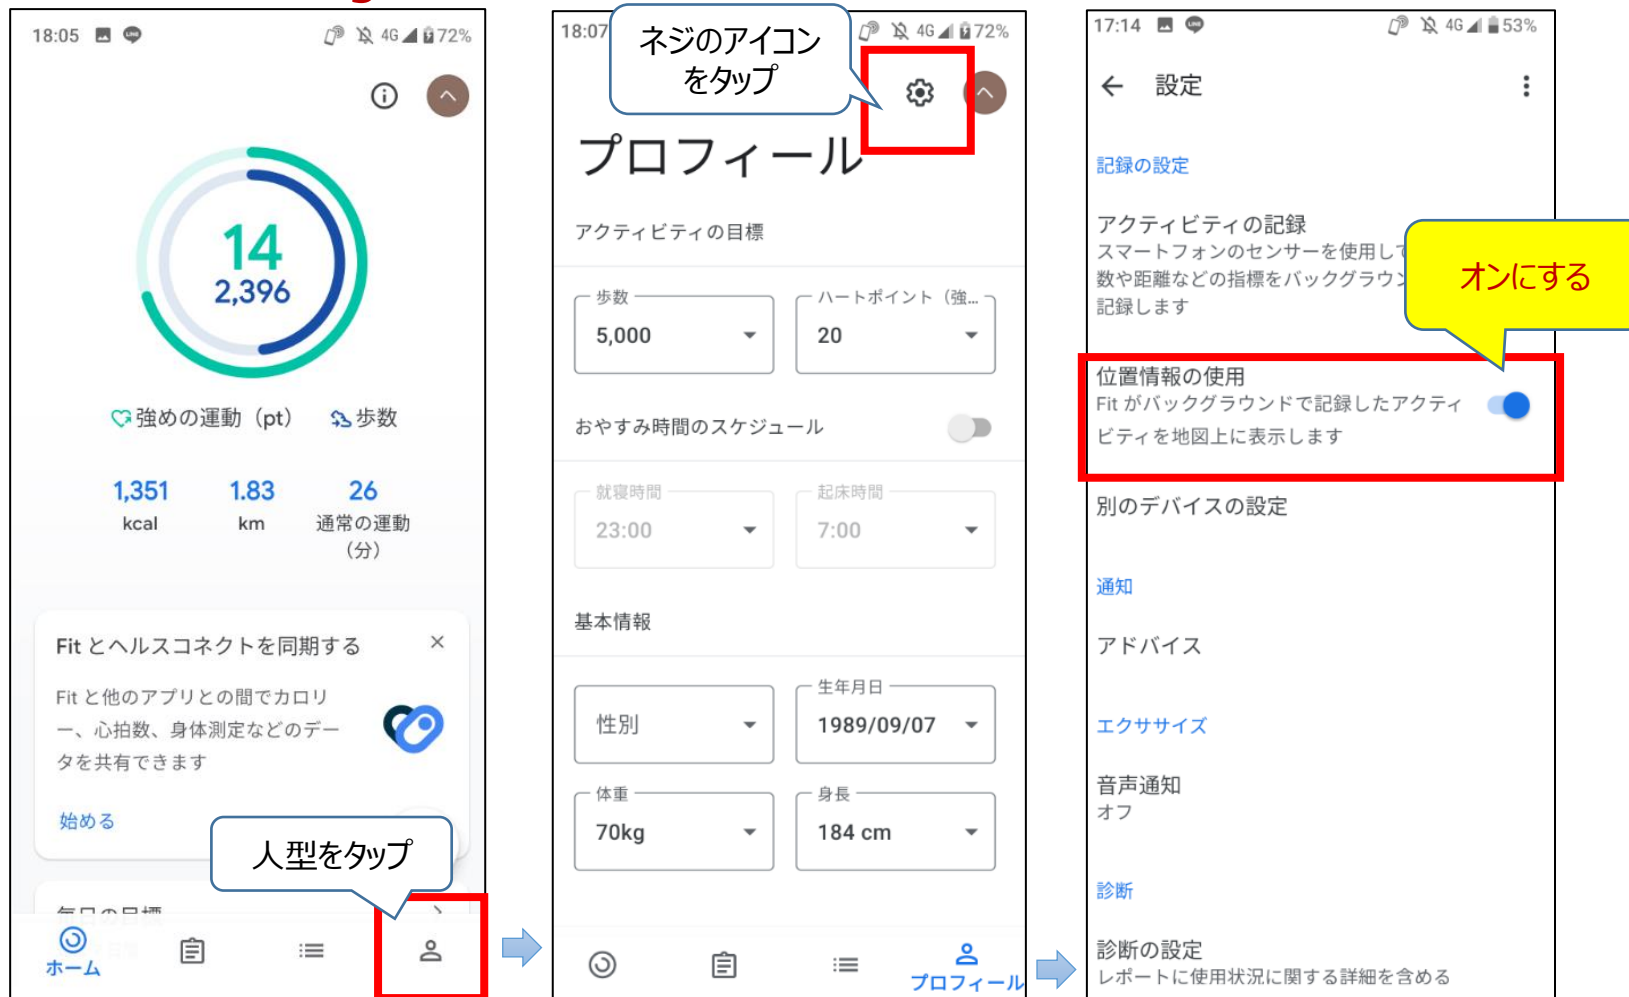 18:05
4G 72%
14
2,396
強めの運動（pt）
歩数
1,351
1.83
26
kcal
km
通常の運動
（分）
Fit とヘルスコネクトを同期する
×
Fit と他のアプリとの間でカロリ
ー、心拍数、身体測定などのデー
タを共有できます
始める
人型をタップ
毎日の目標
ホーム
18:07
4G 72%
ネジのアイコン
をタップ
プロフィール
アクティビティの目標
歩数
5,000
ハートポイント（強...
20
おやすみ時間のスケジュール
就寝時間
23:00
起床時間
7:00
基本情報
性別
生年月日
1989/09/07
体重
70kg
身長
184 cm
プロフィール
17:14
4G 53%
設定
記録の設定
アクティビティの記録
スマートフォンのセンサーを使用して
数や距離などの指標をバックグラウン
記録します
オンにする
位置情報の使用
Fit がバックグラウンドで記録したアクティ
ビティを地図上に表示します
別のデバイスの設定
通知
アドバイス
エクササイズ
音声通知
オフ
診断
診断の設定
レポートに使用状況に関する詳細を含める